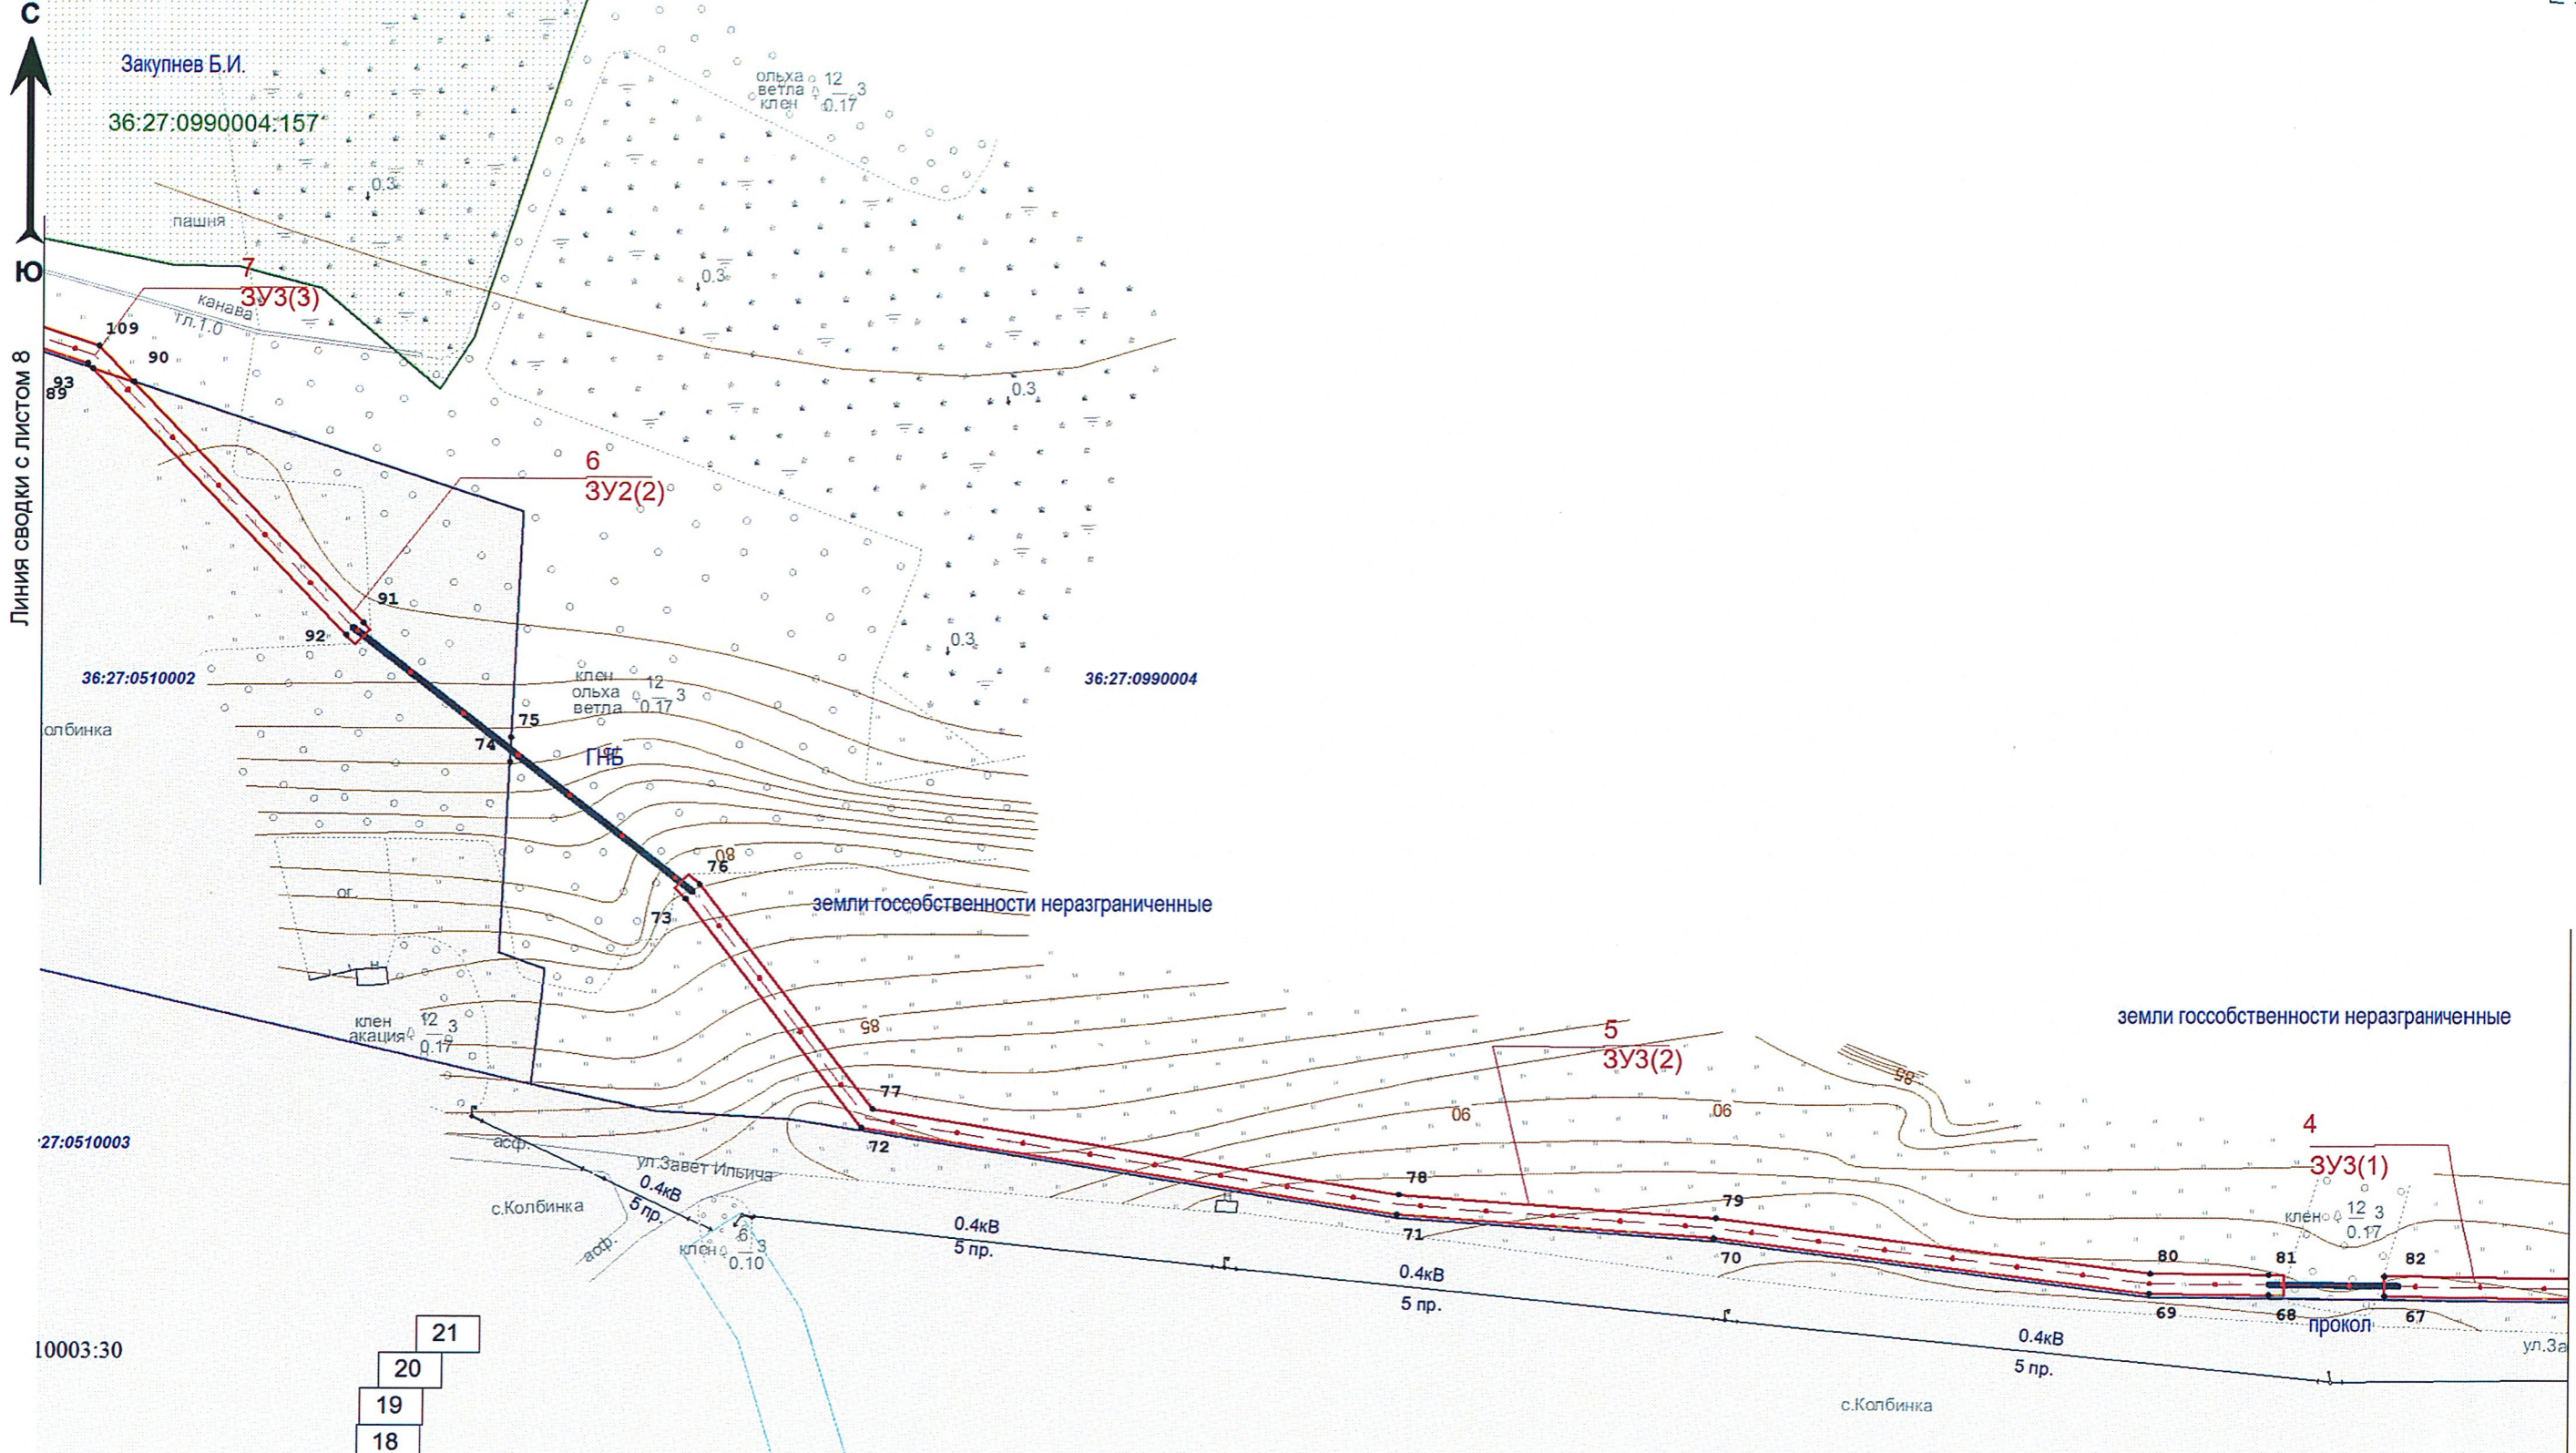 С
Закупнев Б.И.
36:27:0990004:157
ольха
ветла
клен
12
0.17
3
0.3
пашня
Ю
7
ЗУ3(3)
канава
гл.1.0
0.3
109
90
93
89
0.3
Линия сводки с листом 8
6
ЗУ2(2)
91
92
0.3
36:27:0510002
клен
ольха
ветла
12
0.17
3
36:27:0990004
олбинка
75
74
ГНБ
80
76
ог.
73
земли госсобственности неразграниченные
н
85
клен
акация
12
0.17
3
земли госсобственности неразграниченные
5
ЗУ3(2)
85
77
90
90
4
ЗУ3(1)
:27:0510003
асф.
72
ул.Завет Ильича
0.4кВ
5 пр.
с.Колбинка
78
79
н
клен
12
0.17
3
0.4кВ
5 пр.
71
70
асф.
клен
6
0.10
3
80
81
82
0.4кВ
5 пр.
69
68
67
прокол
0.4кВ
5 пр.
ул.За
21
10003:30
20
19
с.Колбинка
18